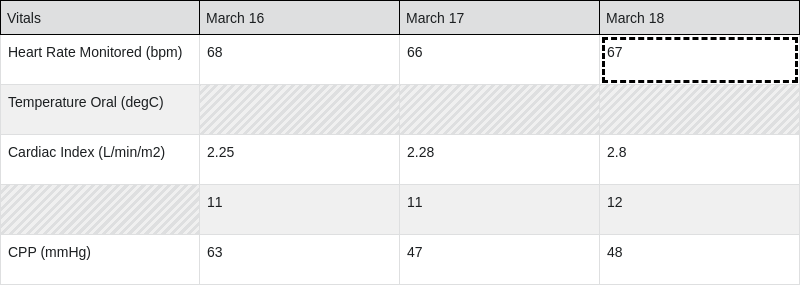 Vitals March 16 March 17 March 18
Heart Rate Monitored (bpm) 68 66 67
Temperature Oral (degC)
Cardiac Index (L/min/m2) 2.25 2.28 2.8
11 11 12
CPP (mmHg) 63 47 48